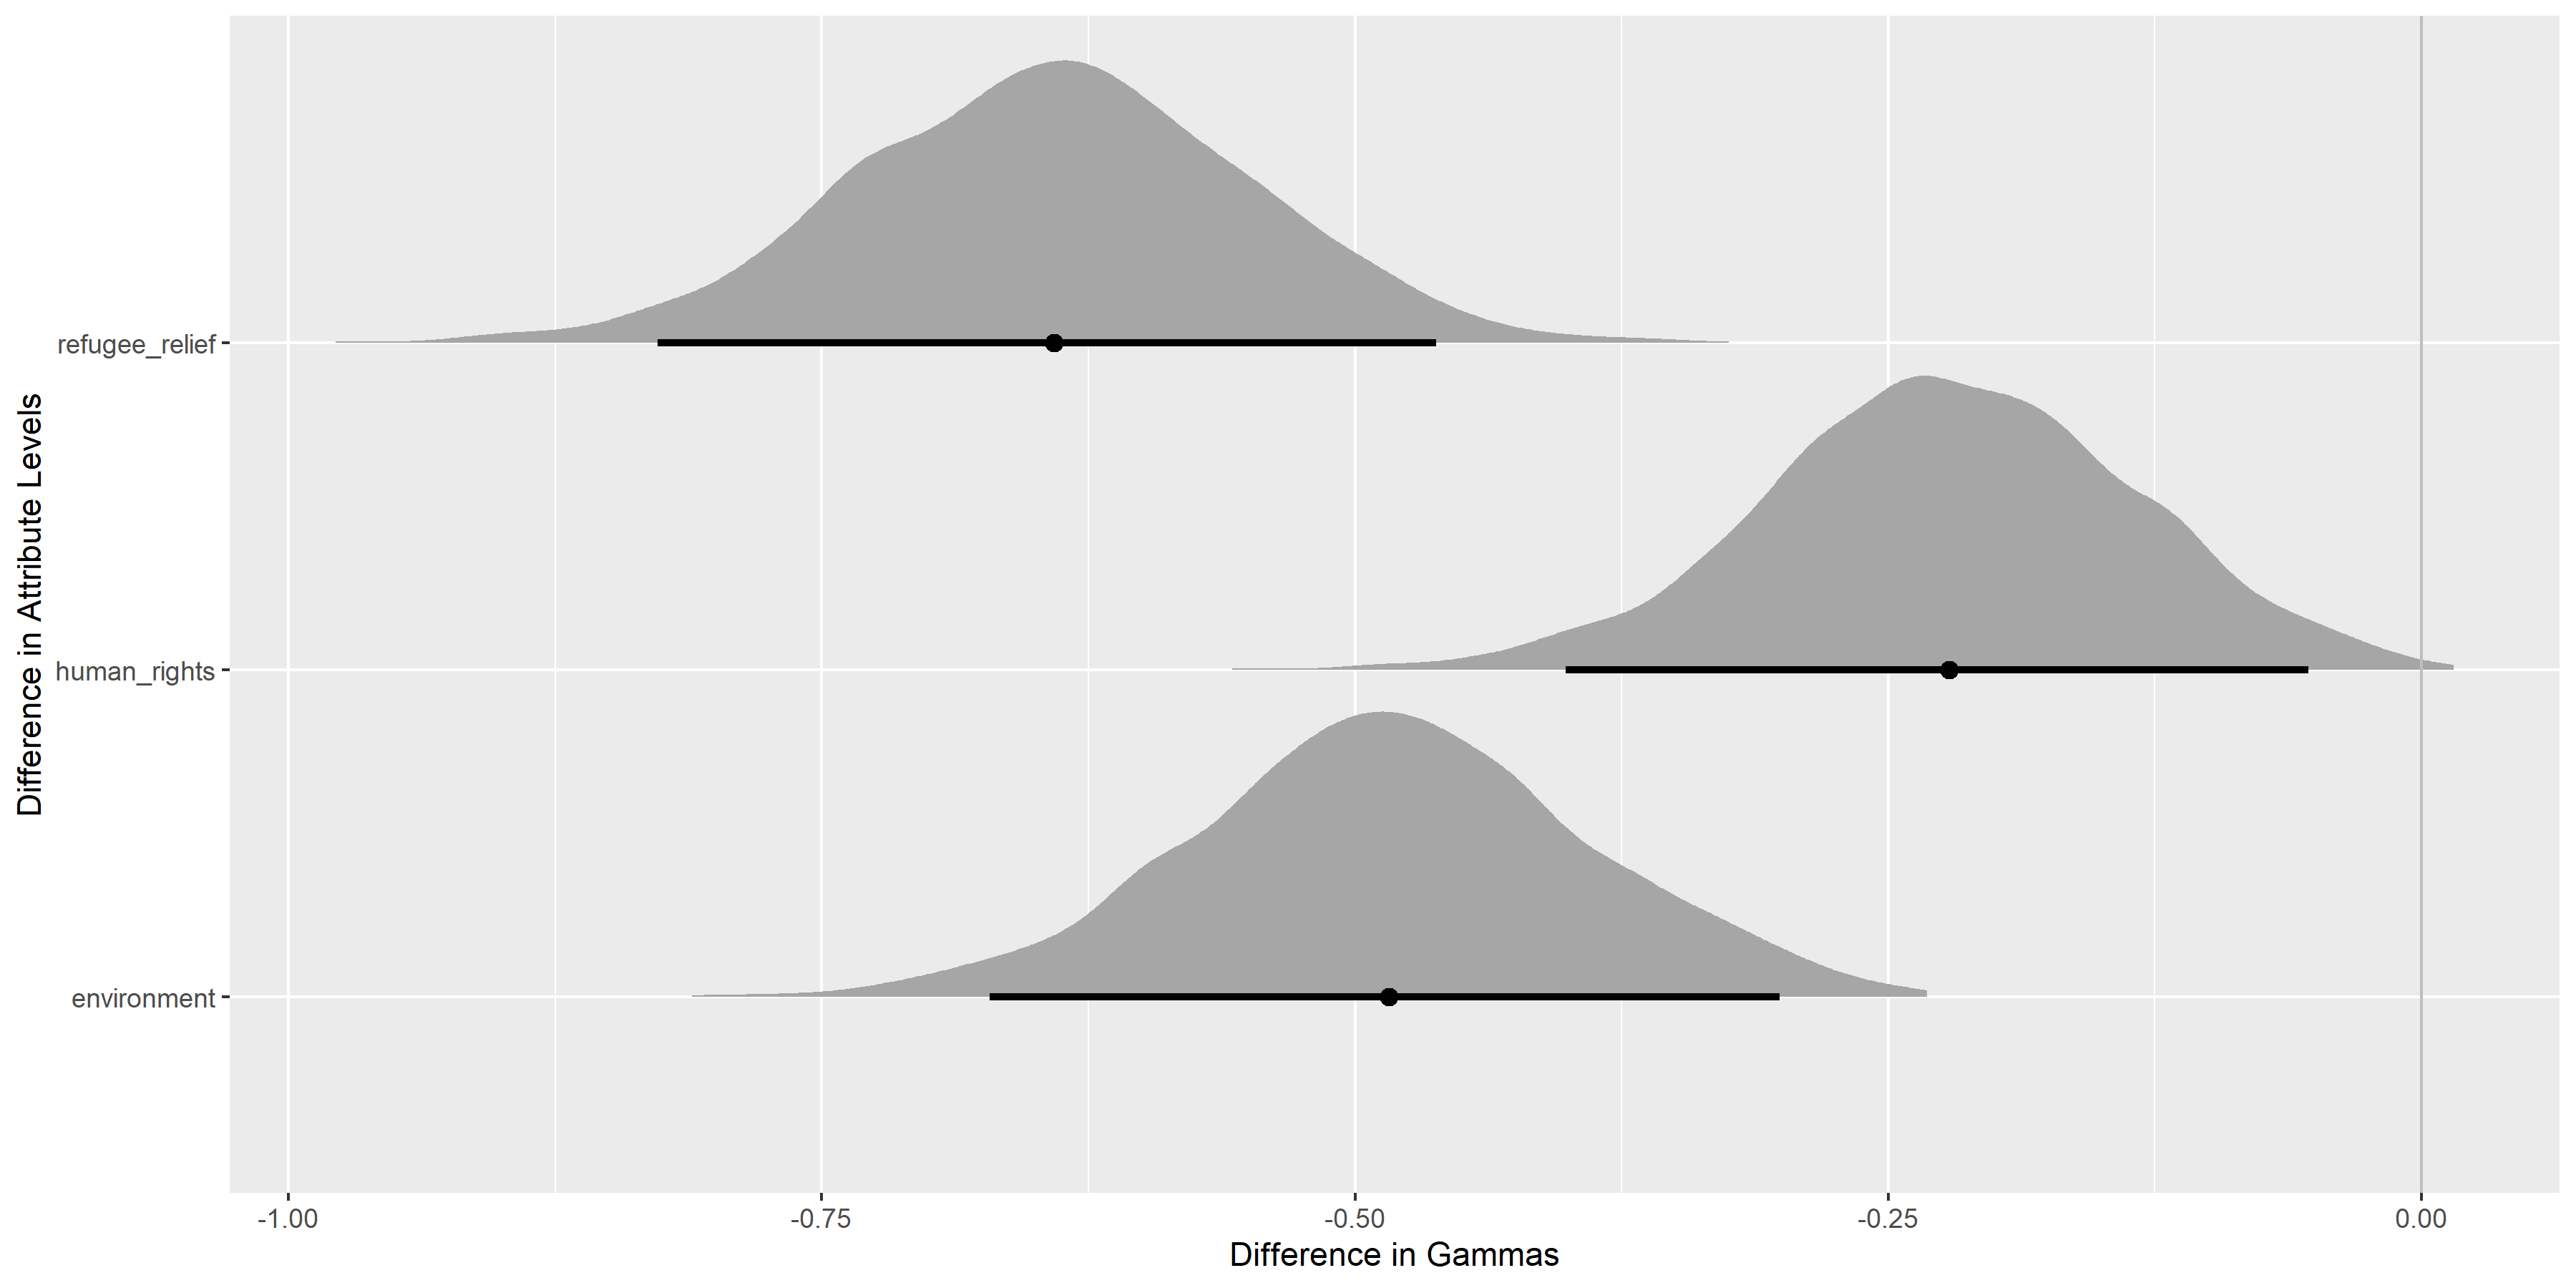 refugee_relief
human_rights
environment
Difference in Attribute Levels
-1.00
-0.75
-0.50
-0.25
0.00
Difference in Gammas